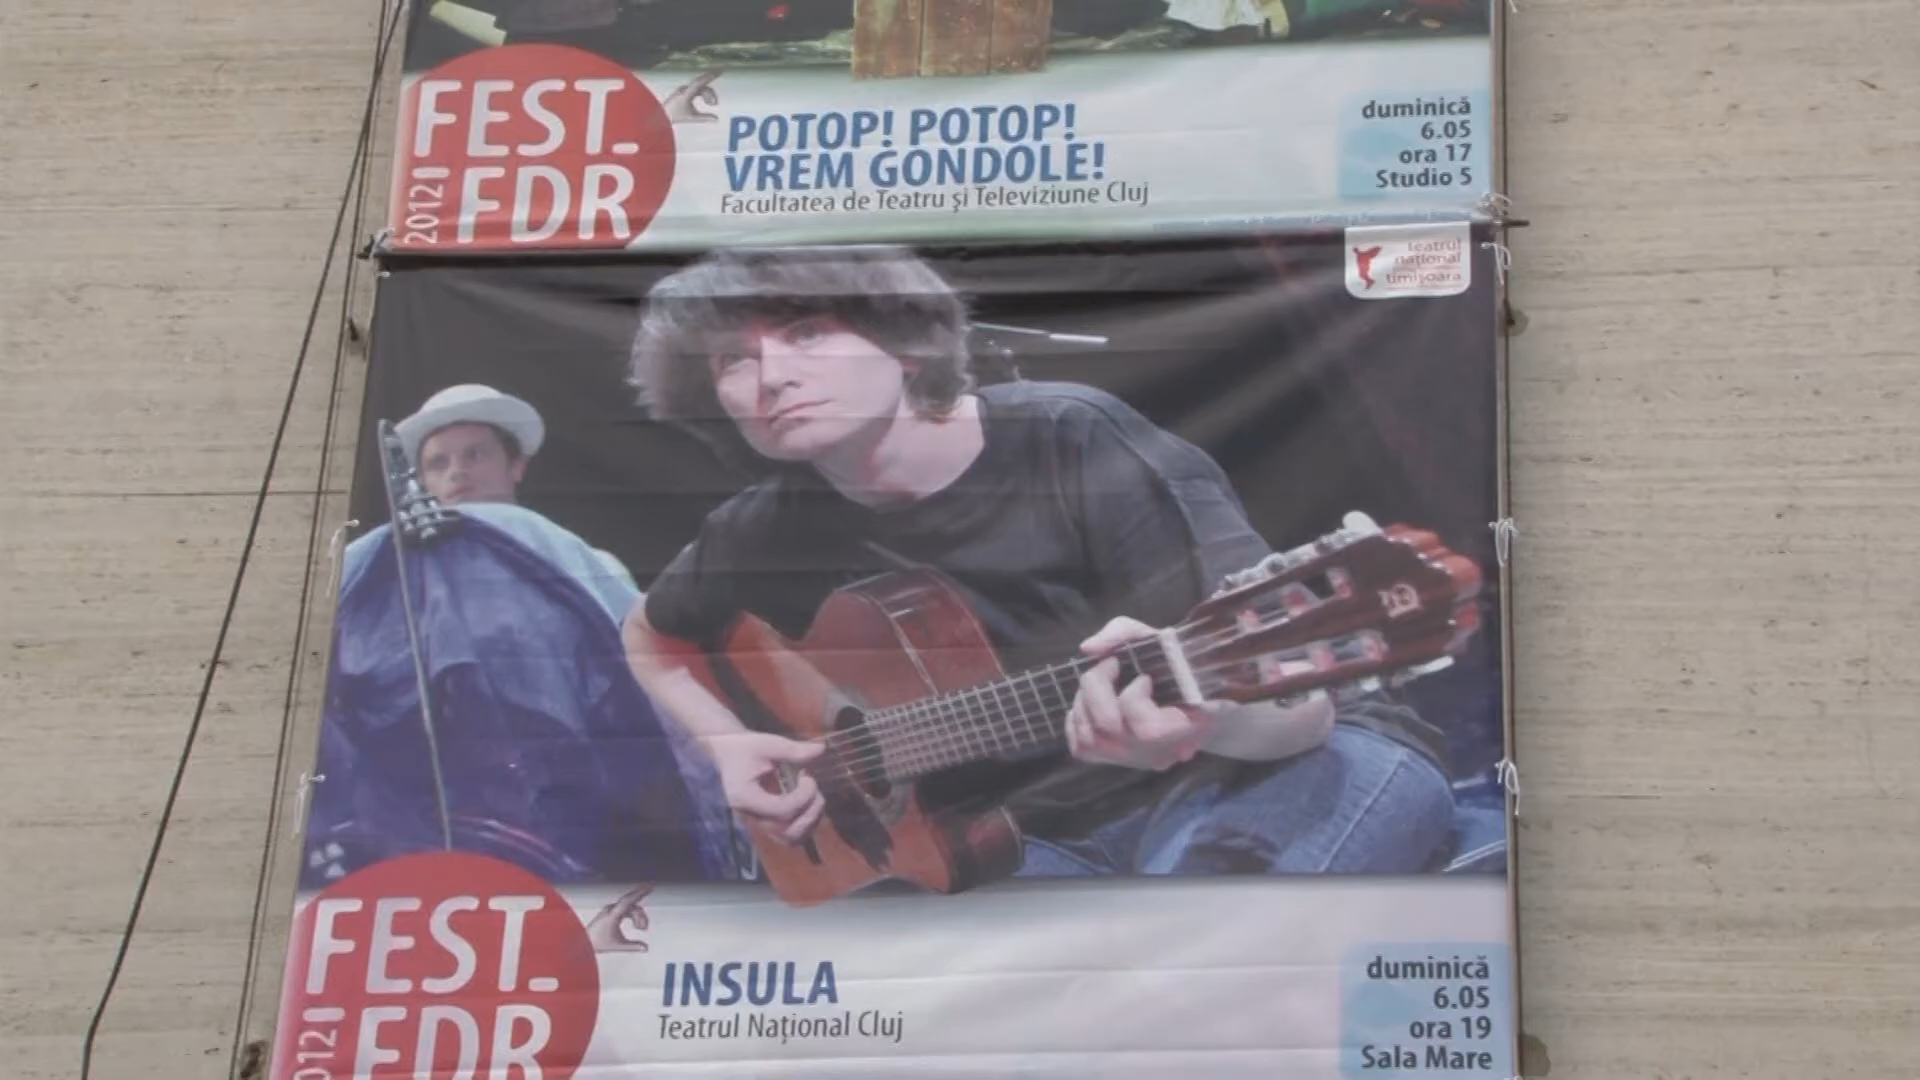 FEST_
FDR
2012
POTOP! POTOP!
VREM GONDOLE!
Facultatea de Teatru și Televiziune Cluj
duminică
6.05
ora 17
Studio 5
teatrul
național
timișoara
FEST_
FDR
2012
INSULA
Teatrul Național Cluj
duminică
6.05
ora 19
Sala Mare